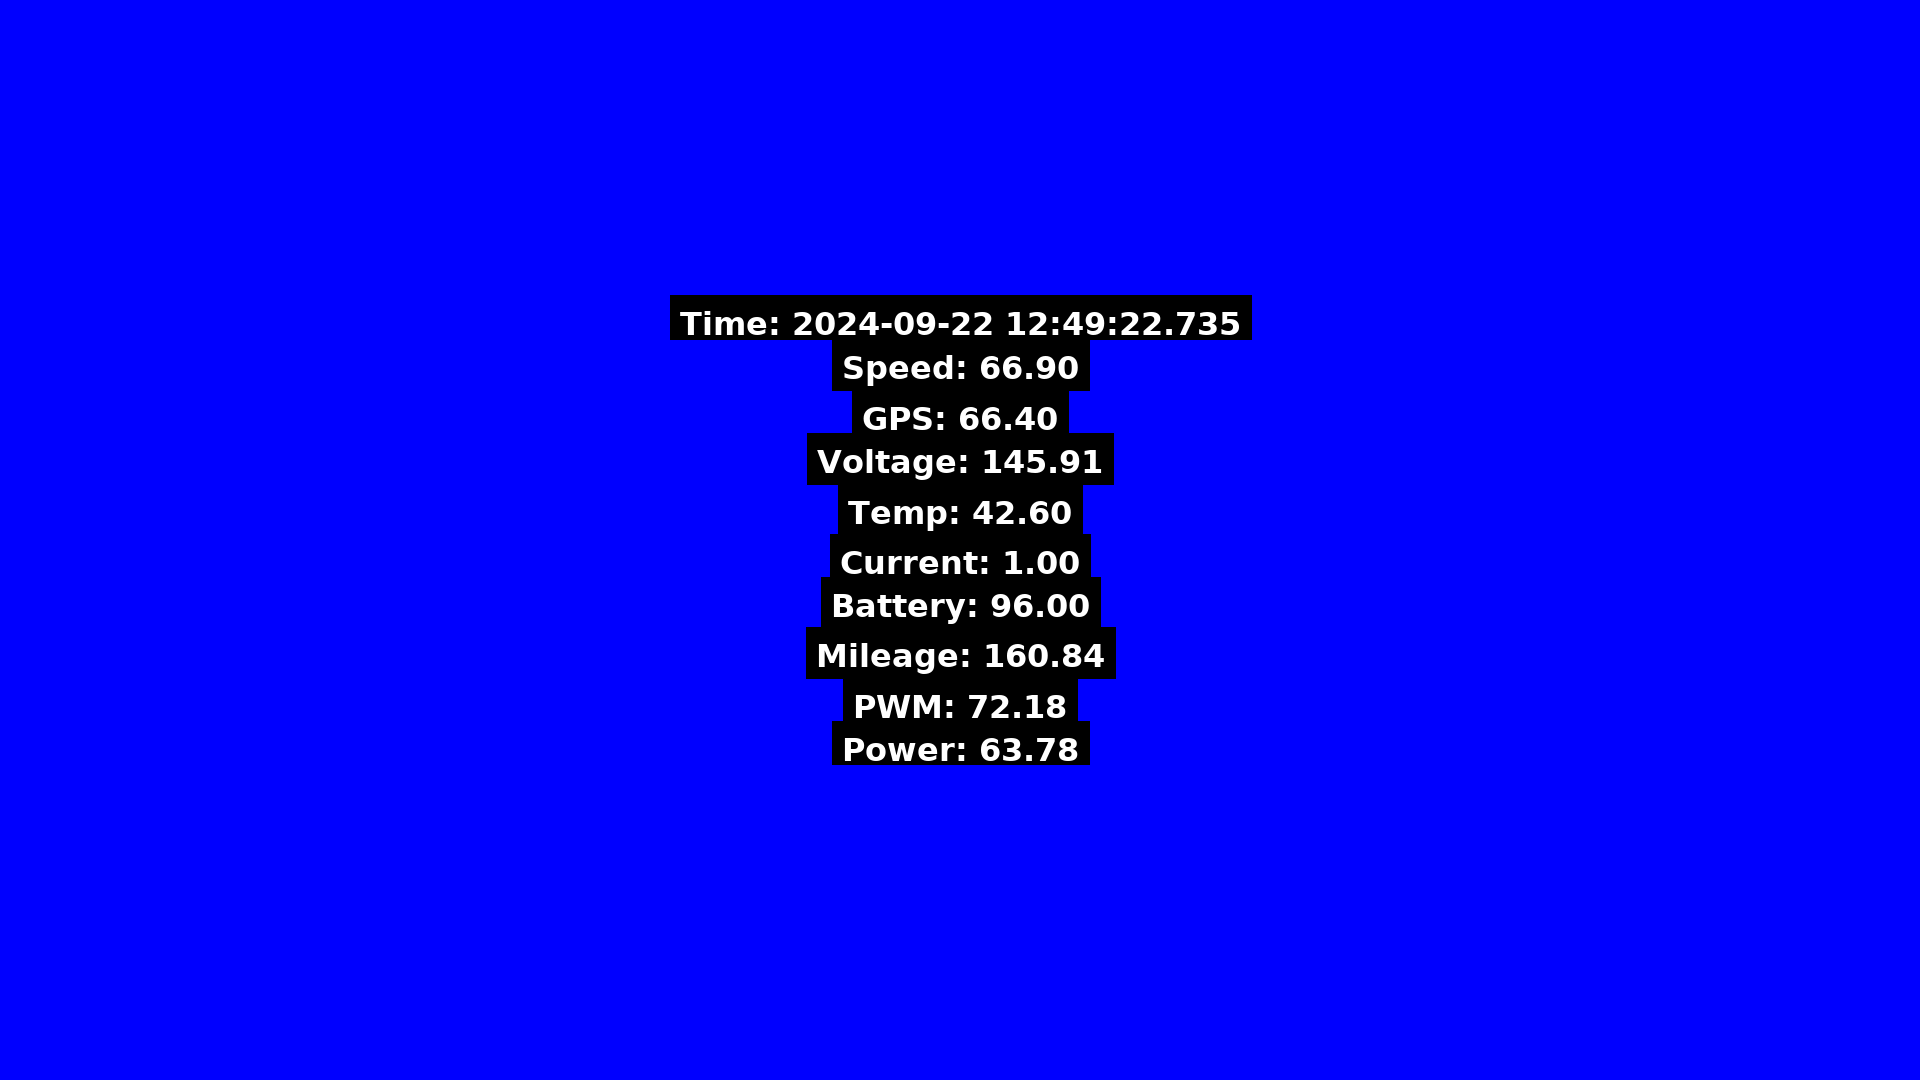 Time: 2024-09-22 12:49:22.735
Speed: 66.90
GPS: 66.40
Voltage: 145.91
Temp: 42.60
Current: 1.00
Battery: 96.00
Mileage: 160.84
PWM: 72.18
Power: 63.78